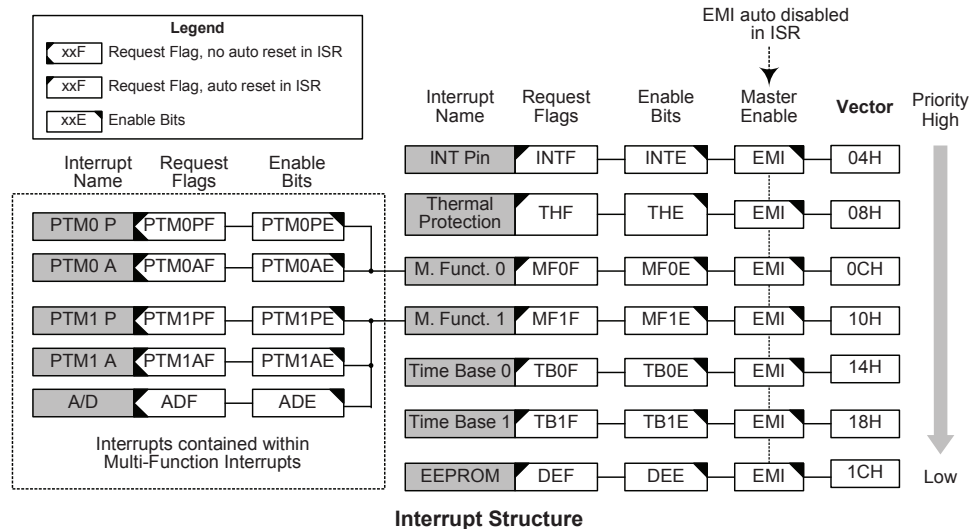 EMI auto disabled
in ISR
Legend
xxF Request Flag, no auto reset in ISR
xxF Request Flag, auto reset in ISR
xxE Enable Bits
Interrupt Name Request Flags Enable Bits Master Enable Vector Priority High
INT Pin INTF INTE EMI 04H
Thermal Protection THF THE EMI 08H
M. Funct. 0 MF0F MF0E EMI 0CH
M. Funct. 1 MF1F MF1E EMI 10H
Time Base 0 TB0F TB0E EMI 14H
Time Base 1 TB1F TB1E EMI 18H
EEPROM DEF DEE EMI 1CH Low
Interrupt Name Request Flags Enable Bits
PTM0 P PTM0PF PTM0PE
PTM0 A PTM0AF PTM0AE
PTM1 P PTM1PF PTM1PE
PTM1 A PTM1AF PTM1AE
A/D ADF ADE
Interrupts contained within
Multi-Function Interrupts
Interrupt Structure